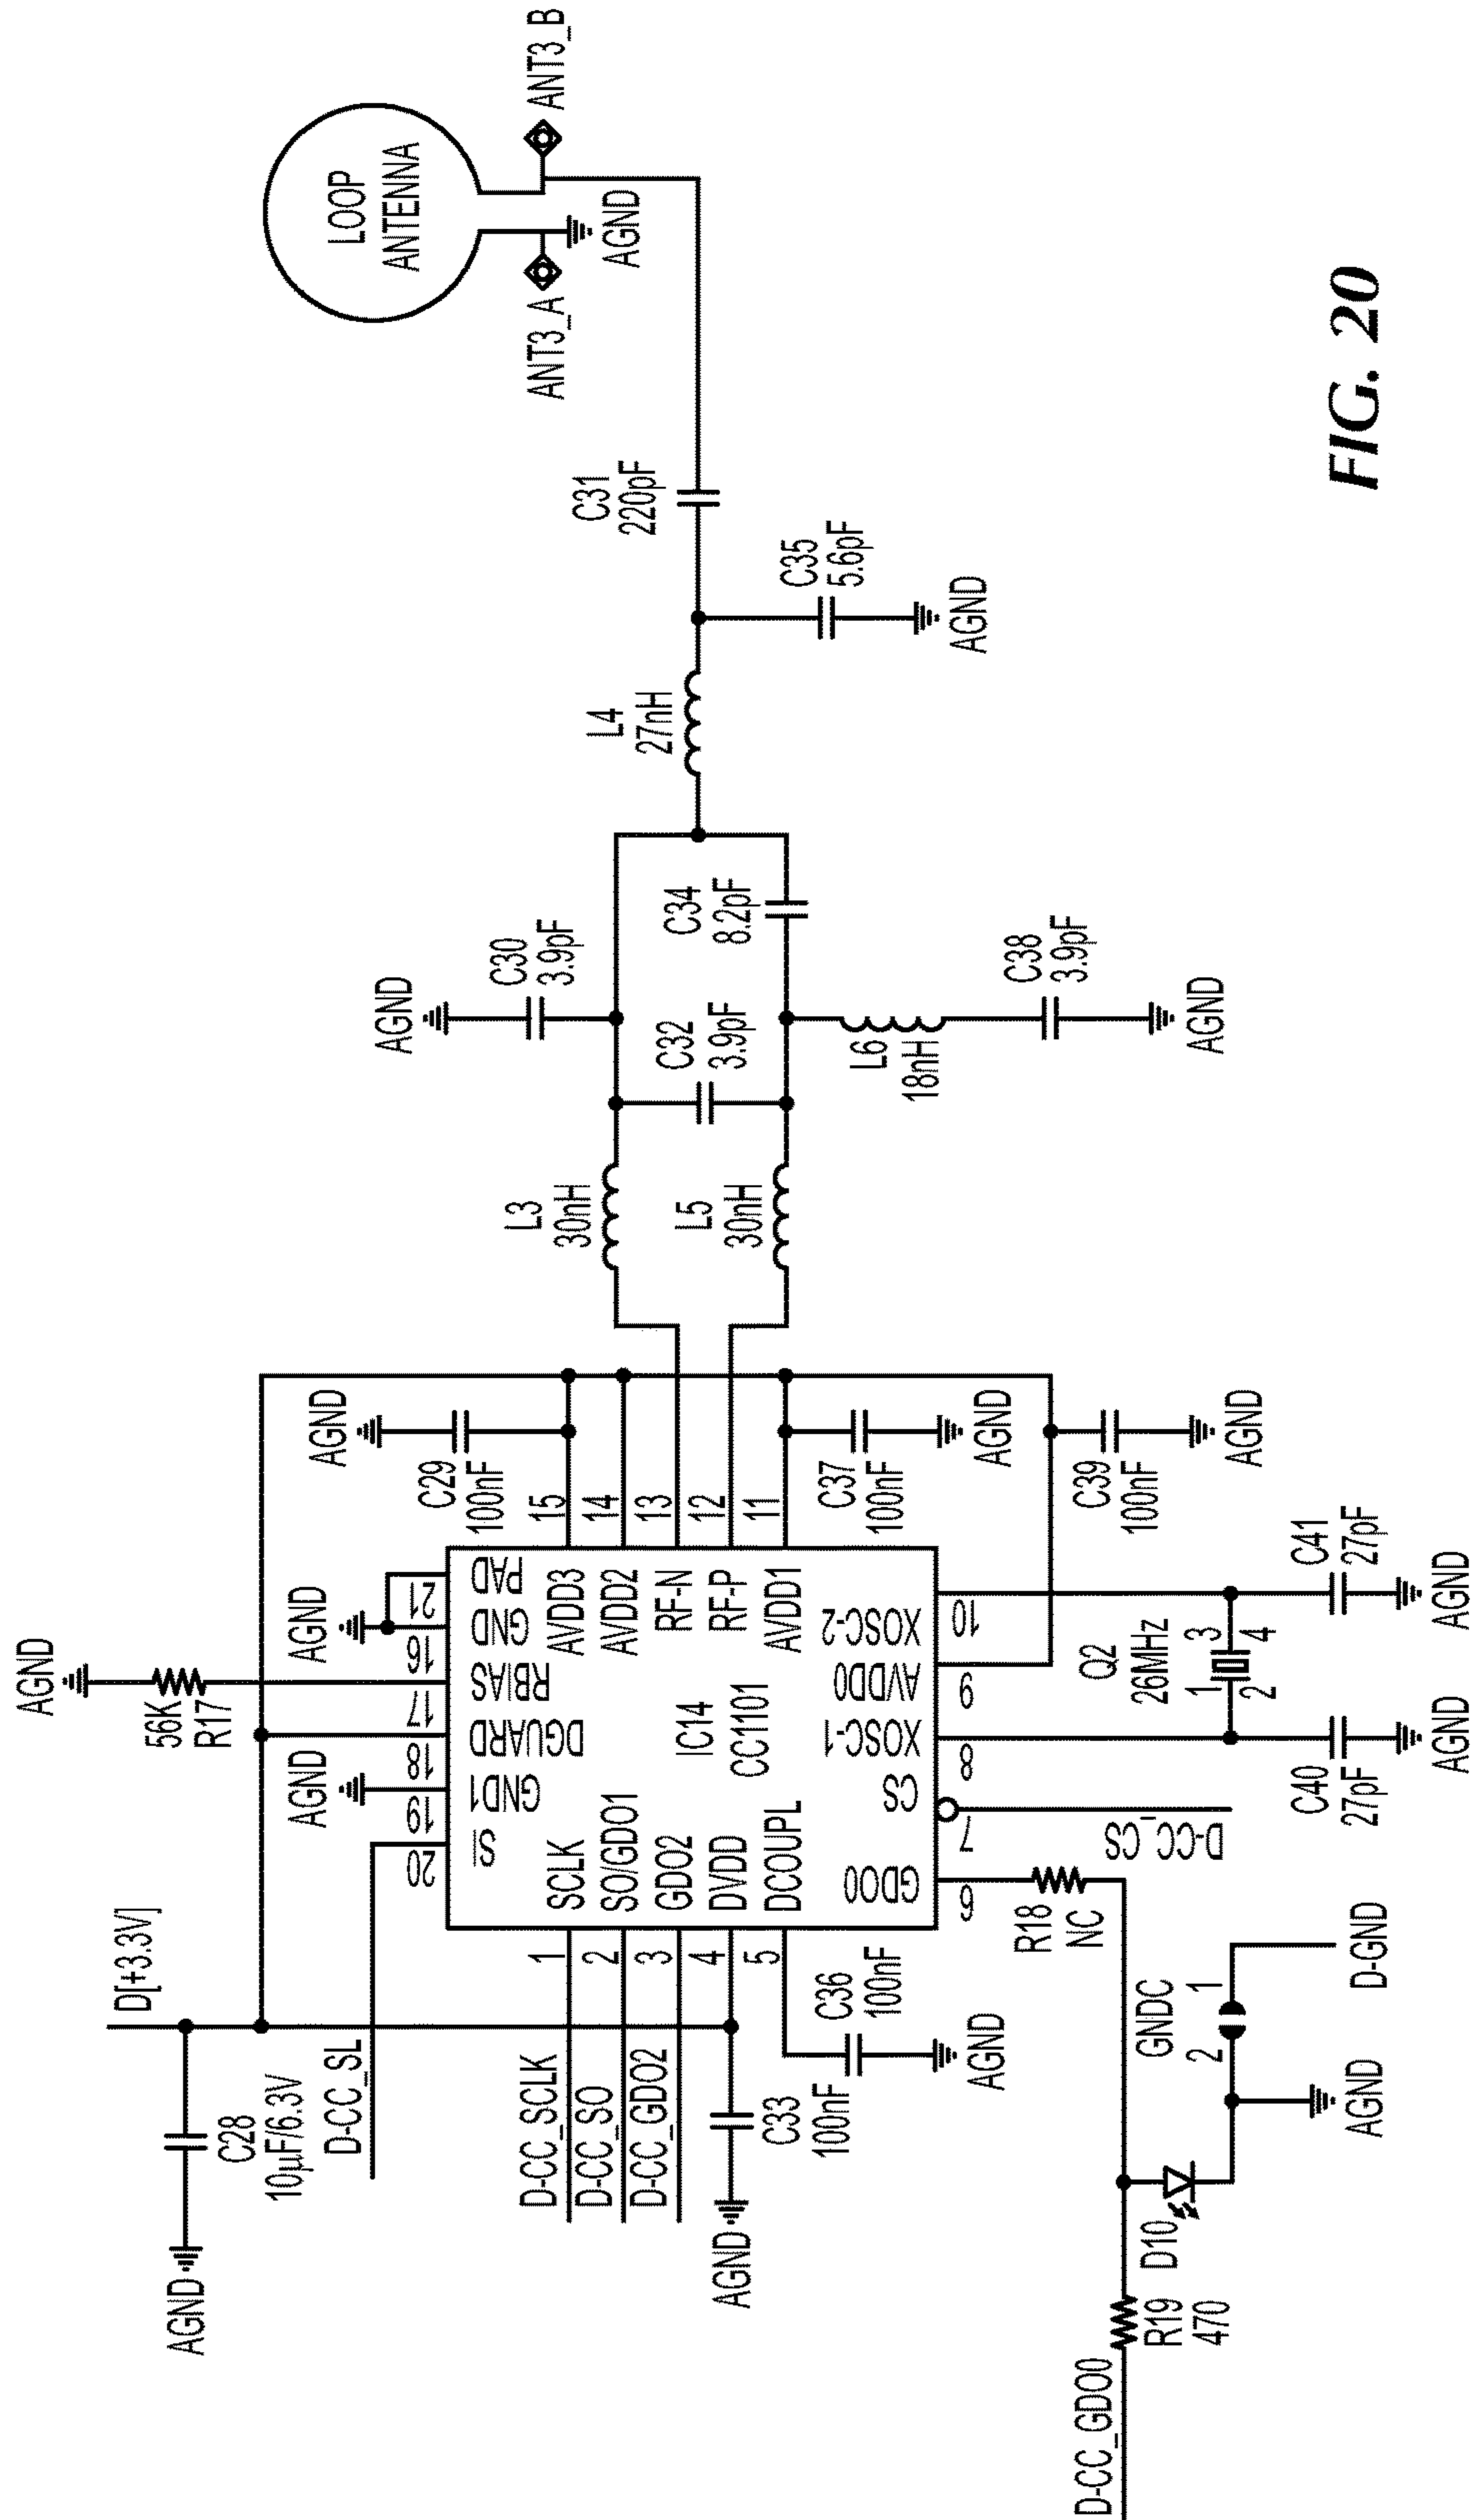 AGND
C28
10µF/6.3V
D[+3.3V]
D-CC_SL
AGND
56K
R17
AGND
AGND
20
19
18
17
16
21
SI
GND1
DGUARD
RBIAS
GND
PAD
D-CC_SCLK
D-CC_SO
D-CC_GDO2
1
2
3
4
5
SCLK
SO/GDO1
GDO2
DVDD
DCOUPL
IC14
CC1101
AVDD3
AVDD2
RF-N
RF-P
AVDD1
15
14
13
12
11
AGND
C33
100nF
C36
100nF
AGND
GDO0
CS
XOSC-1
AVDD0
XOSC-2
6
7
8
9
10
AGND
C29
100nF
C37
100nF
AGND
C39
100nF
AGND
D-CC_GDO0
R19
470
D10
R18
NC
GNDC
2
1
AGND
D-GND
D-CC_CS
Q2
26MHz
1
3
2
4
C40
27pF
AGND
C41
27pF
AGND
L3
30nH
L5
30nH
AGND
C30
3.9pF
C32
3.9pF
C34
8.2pF
L6
18nH
C38
3.9pF
AGND
L4
27nH
C35
5.6pF
AGND
C31
220pF
LOOP
ANTENNA
ANT3_A
ANT3_B
AGND
FIG. 20